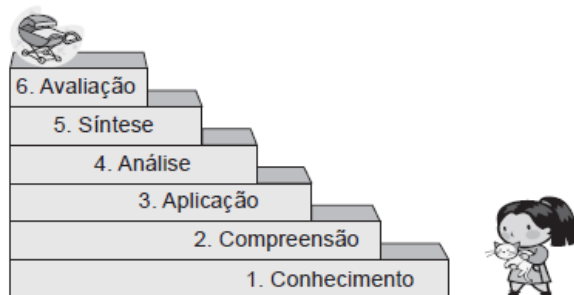 6. Avaliação
5. Síntese
4. Análise
3. Aplicação
2. Compreensão
1. Conhecimento